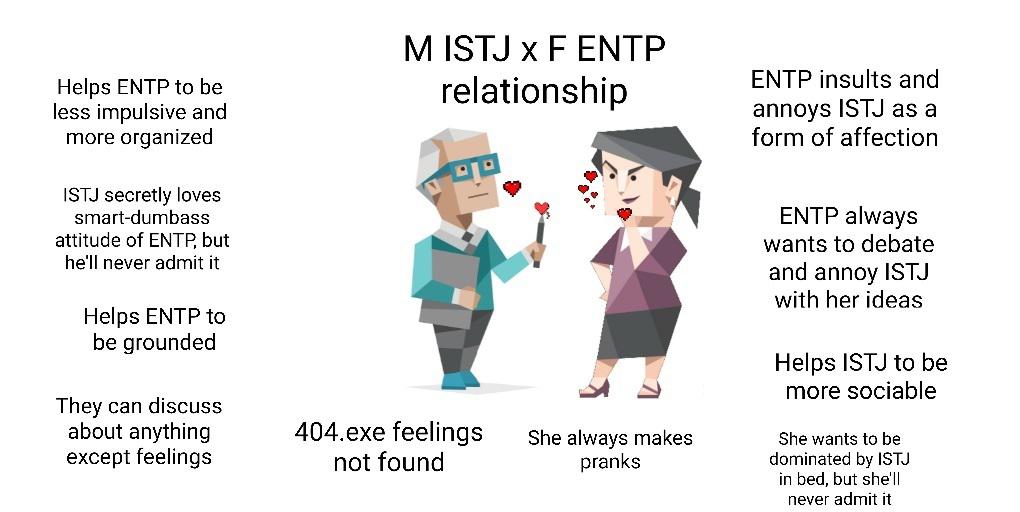 M ISTJ x F ENTP
relationship
Helps ENTP to be
less impulsive and
more organized
ISTJ secretly loves
smart-dumbass
attitude of ENTP, but
he'll never admit it
Helps ENTP to
be grounded
They can discuss
about anything
except feelings
404.exe feelings
not found
She always makes
pranks
ENTP insults and
annoys ISTJ as a
form of affection
ENTP always
wants to debate
and annoy ISTJ
with her ideas
Helps ISTJ to be
more sociable
She wants to be
dominated by ISTJ
in bed, but she'll
never admit it